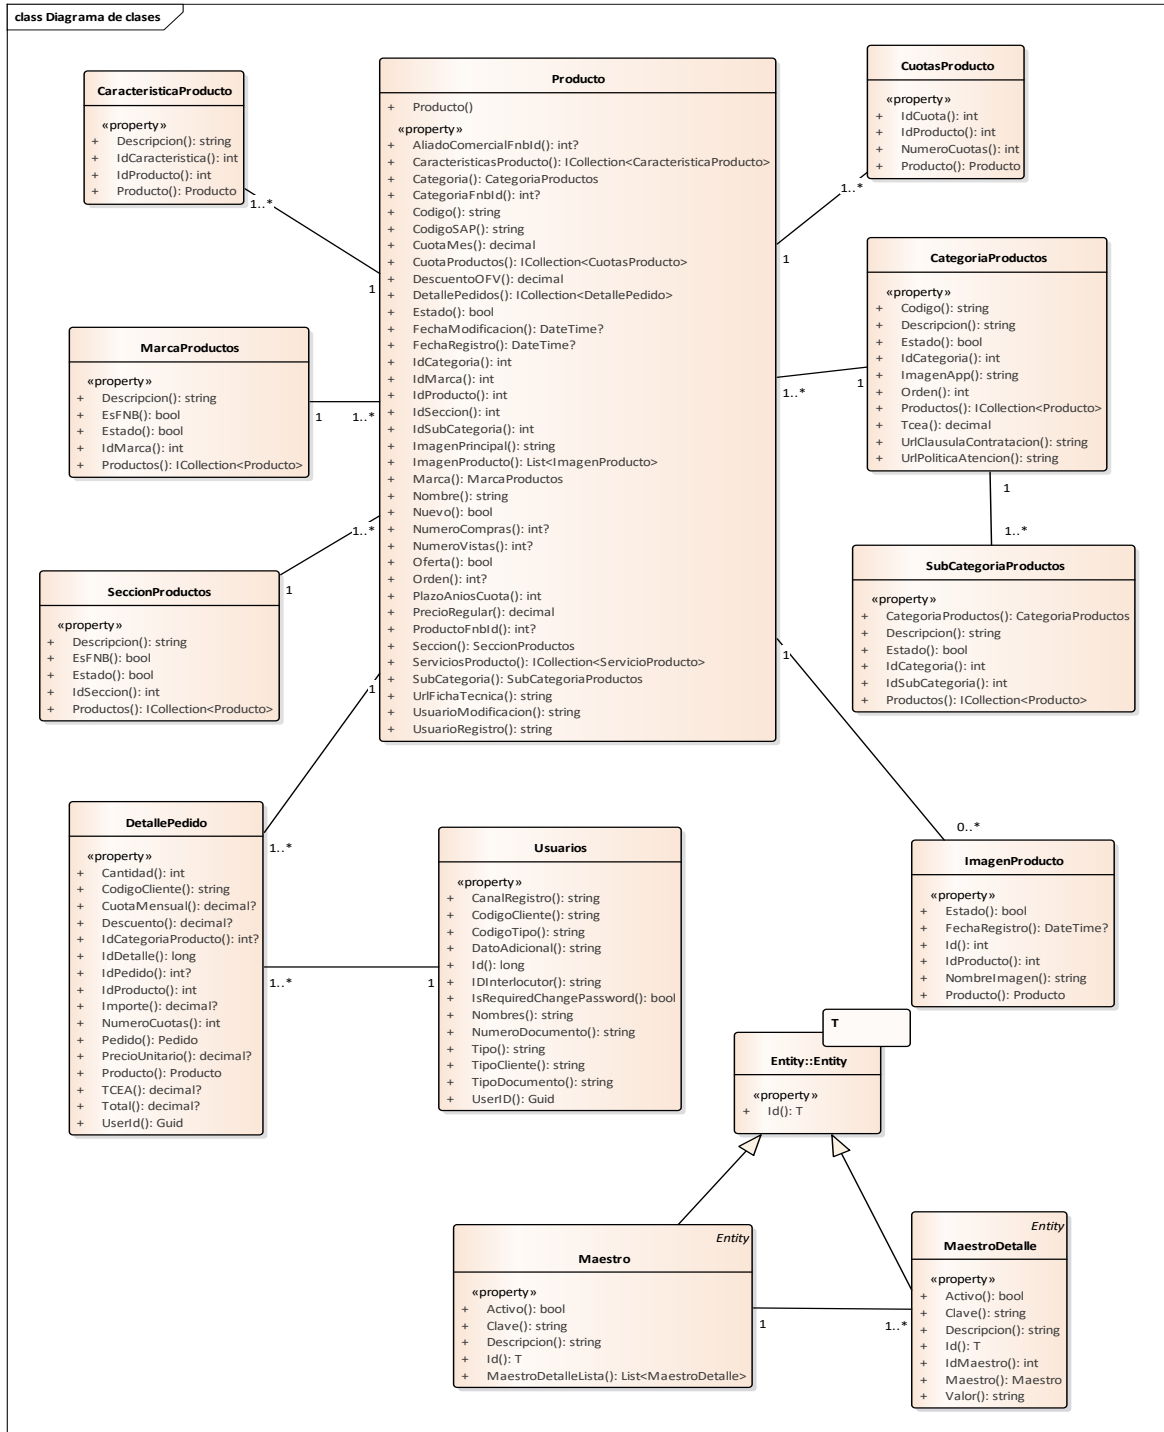 class Diagrama de clases
CaracteristicaProducto
«property»
+ Descripcion(): string
+ IdCaracteristica(): int
+ IdProducto(): int
+ Producto(): Producto
1..*
1
Producto
+ Producto()
«property»
+ AliadoComercialFnbId(): int?
+ CaracteristicasProducto(): ICollection<CaracteristicaProducto>
+ Categoria(): CategoriaProductos
+ CategoriaFnbId(): int?
+ Codigo(): string
+ CodigoSAP(): string
+ CuotaMes(): decimal
+ CuotaProductos(): ICollection<CuotasProducto>
+ DescuentoOFV(): decimal
+ DetallePedidos(): ICollection<DetallePedido>
+ Estado(): bool
+ FechaModificacion(): DateTime?
+ FechaRegistro(): DateTime?
+ IdCategoria(): int
+ IdMarca(): int
+ IdProducto(): int
+ IdSeccion(): int
+ IdSubCategoria(): int
+ ImagenPrincipal(): string
+ ImagenProducto(): List<ImagenProducto>
+ Marca(): MarcaProductos
+ Nombre(): string
+ Nuevo(): bool
+ NumeroCompras(): int?
+ NumeroVistas(): int?
+ Oferta(): bool
+ Orden(): int?
+ PlazoAniosCuota(): int
+ PrecioRegular(): decimal
+ ProductoFnbId(): int?
+ Seccion(): SeccionProductos
+ ServiciosProducto(): ICollection<ServicioProducto>
+ SubCategoria(): SubCategoriaProductos
+ UrlFichaTecnica(): string
+ UsuarioModificacion(): string
+ UsuarioRegistro(): string
CuotasProducto
«property»
+ IdCuota(): int
+ IdProducto(): int
+ NumeroCuotas(): int
+ Producto(): Producto
1..*
1
CategoriaProductos
«property»
+ Codigo(): string
+ Descripcion(): string
+ Estado(): bool
+ IdCategoria(): int
+ ImagenApp(): string
+ Orden(): int
+ Productos(): ICollection<Producto>
+ Tcea(): decimal
+ UrlClausulaContratacion(): string
+ UrlPoliticaAtencion(): string
1..*
1
1
1..*
MarcaProductos
«property»
+ Descripcion(): string
+ EsFNB(): bool
+ Estado(): bool
+ IdMarca(): int
+ Productos(): ICollection<Producto>
1
1..*
SeccionProductos
«property»
+ Descripcion(): string
+ EsFNB(): bool
+ Estado(): bool
+ IdSeccion(): int
+ Productos(): ICollection<Producto>
1..*
1
SubCategoriaProductos
«property»
+ CategoriaProductos(): CategoriaProductos
+ Descripcion(): string
+ Estado(): bool
+ IdCategoria(): int
+ IdSubCategoria(): int
+ Productos(): ICollection<Producto>
1
1
1..*
0..*
DetallePedido
«property»
+ Cantidad(): int
+ CodigoCliente(): string
+ CuotaMensual(): decimal?
+ Descuento(): decimal?
+ IdCategoriaProducto(): int?
+ IdDetalle(): long
+ IdPedido(): int?
+ IdProducto(): int
+ Importe(): decimal?
+ NumeroCuotas(): int
+ Pedido(): Pedido
+ PrecioUnitario(): decimal?
+ Producto(): Producto
+ TCEA(): decimal?
+ Total(): decimal?
+ UserId(): Guid
1..*
1
Usuarios
«property»
+ CanalRegistro(): string
+ CodigoCliente(): string
+ CodigoTipo(): string
+ DatoAdicional(): string
+ Id(): long
+ IDInterlocutor(): string
+ IsRequiredChangePassword(): bool
+ Nombres(): string
+ NumeroDocumento(): string
+ Tipo(): string
+ TipoCliente(): string
+ TipoDocumento(): string
+ UserID(): Guid
ImagenProducto
«property»
+ Estado(): bool
+ FechaRegistro(): DateTime?
+ Id(): int
+ IdProducto(): int
+ NombreImagen(): string
+ Producto(): Producto
T
Entity::Entity
«property»
+ Id(): T
Entity
Maestro
«property»
+ Activo(): bool
+ Clave(): string
+ Descripcion(): string
+ Id(): T
+ MaestroDetalleLista(): List<MaestroDetalle>
1
1..*
Entity
MaestroDetalle
«property»
+ Activo(): bool
+ Clave(): string
+ Descripcion(): string
+ Id(): T
+ IdMaestro(): int
+ Maestro(): Maestro
+ Valor(): string